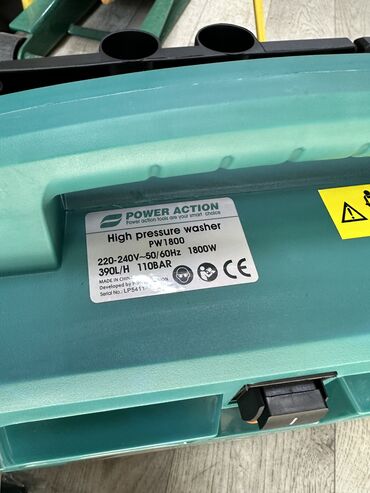 POWER ACTION
Power action tools are your smart choice
High pressure washer
PW1800
220-240V~50/60Hz 1800W
390L/H 110BAR
MADE IN CHINA
Developed by
Serial No.:
CE